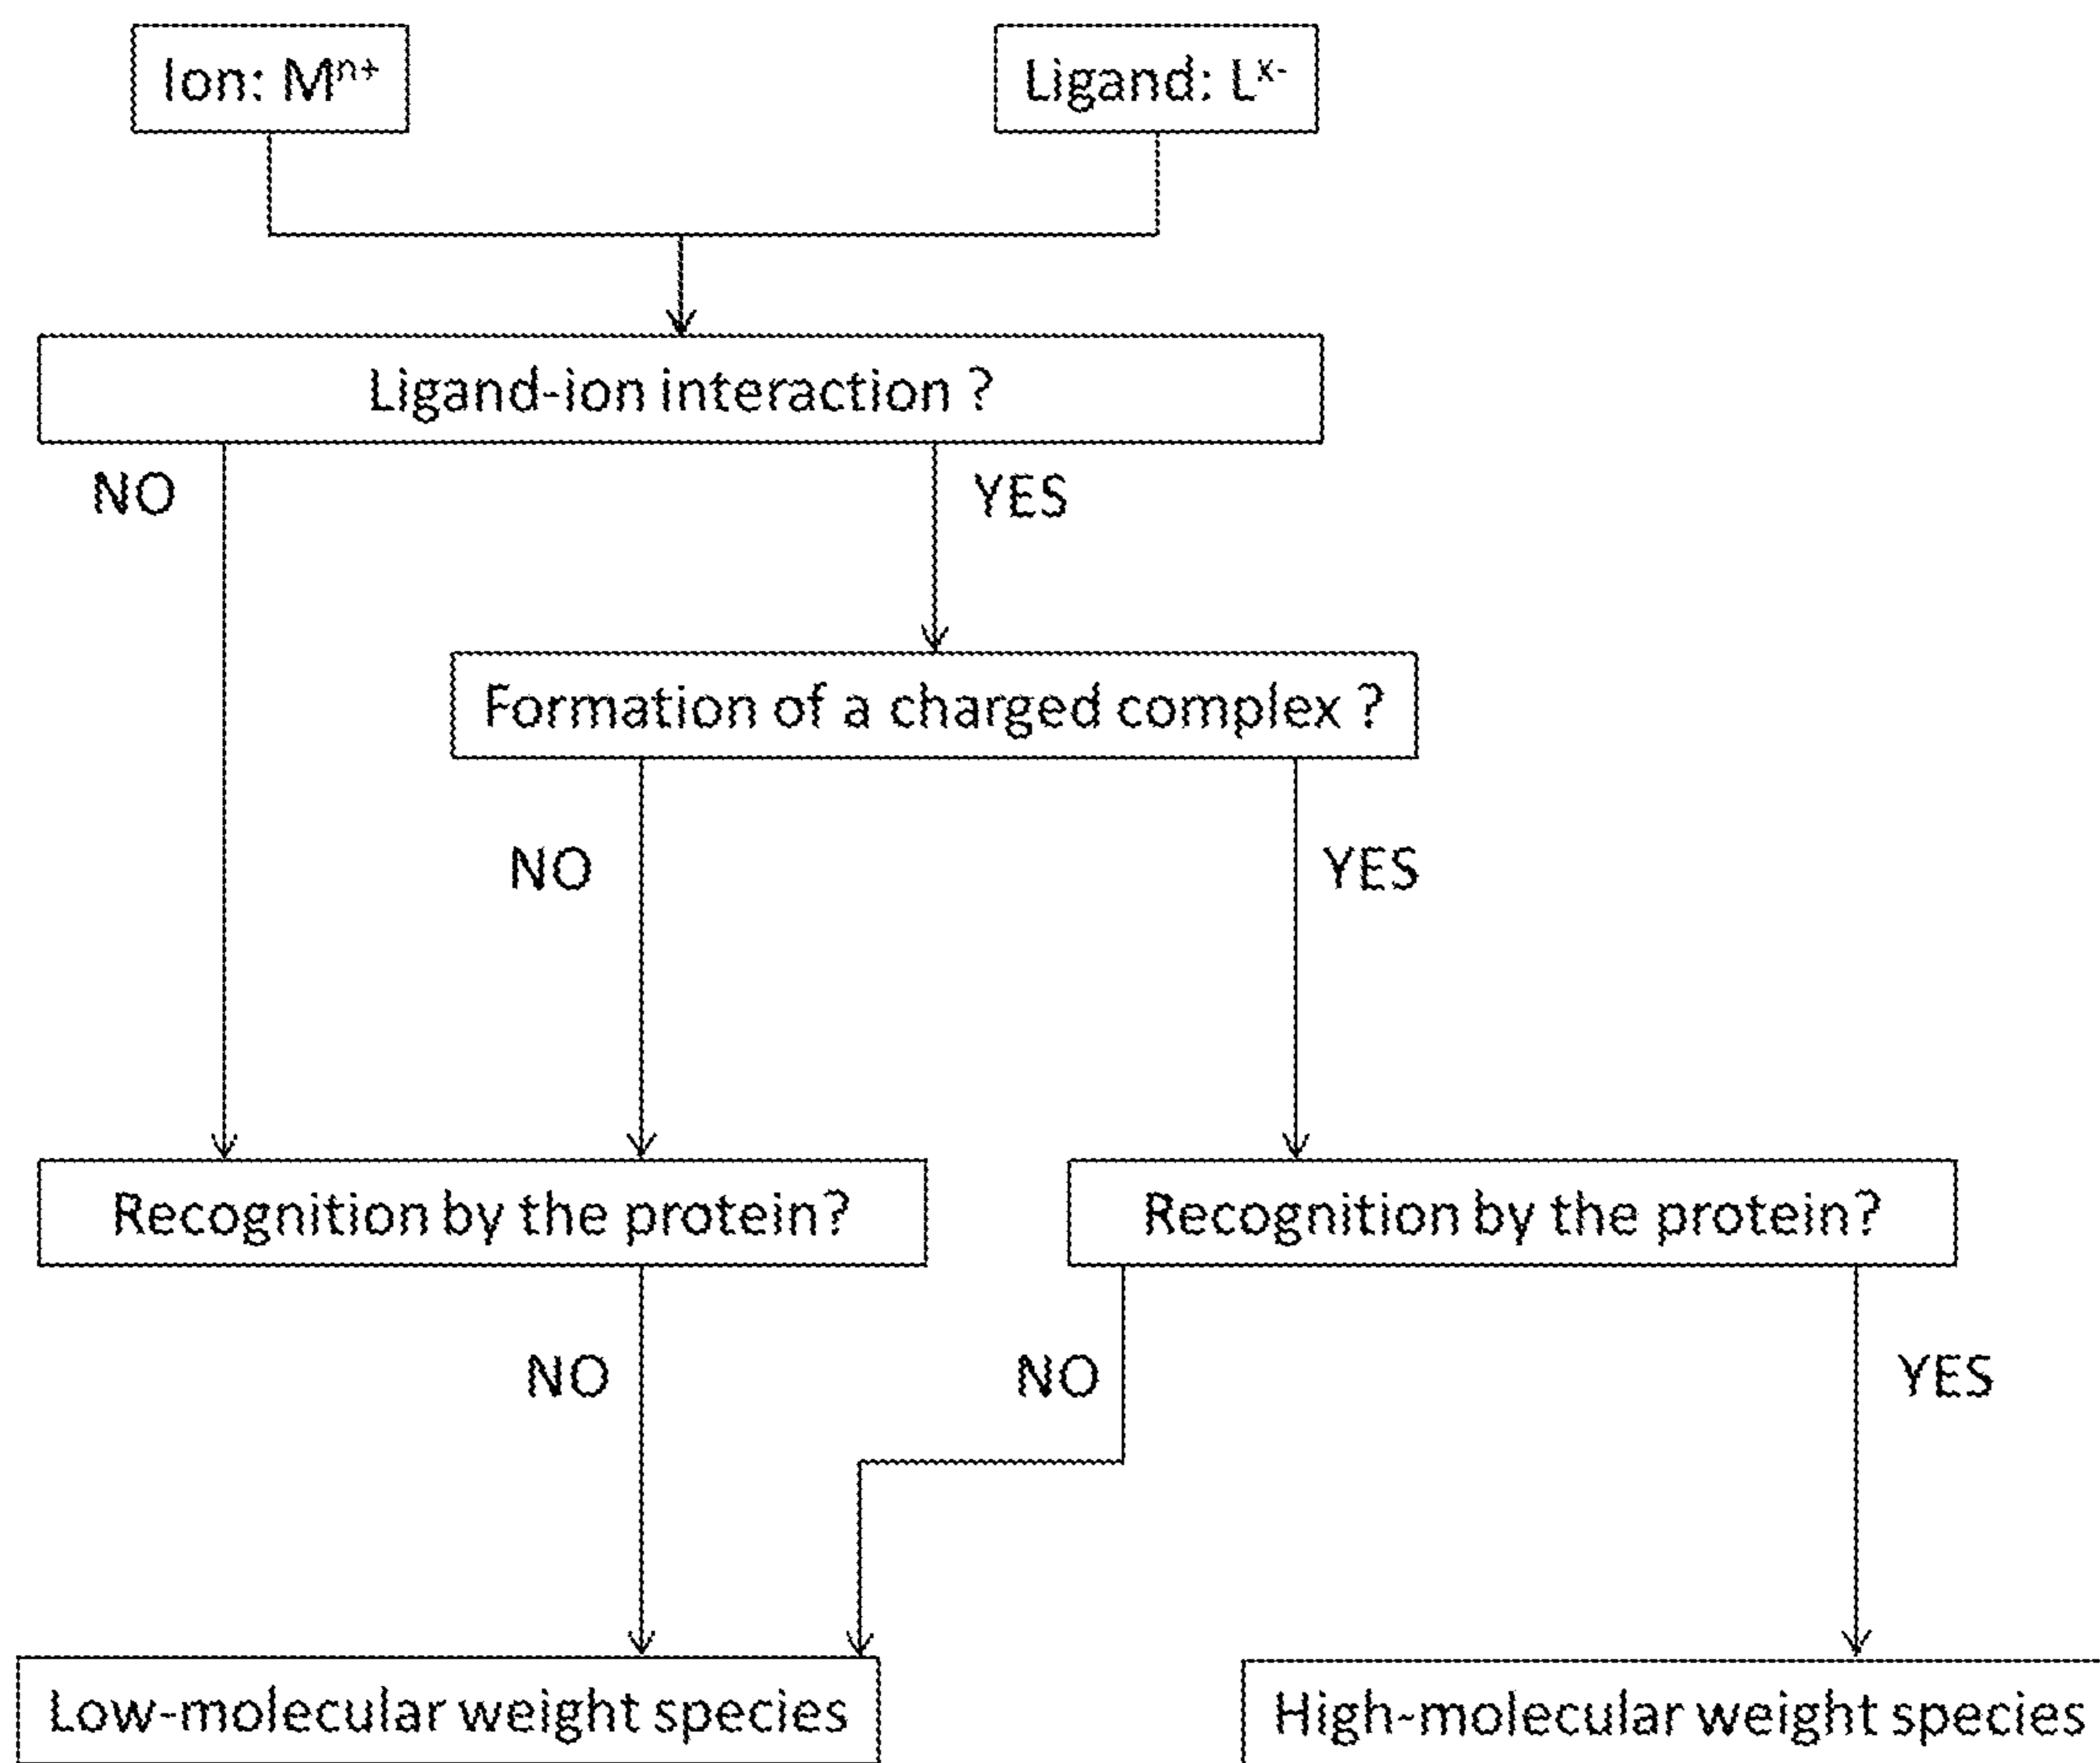 Ion: Mⁿ⁺
Ligand: Lˣ⁻
Ligand-ion interaction ?
NO
YES
Formation of a charged complex ?
NO
YES
Recognition by the protein?
Recognition by the protein?
NO
NO
YES
Low-molecular weight species
High-molecular weight species